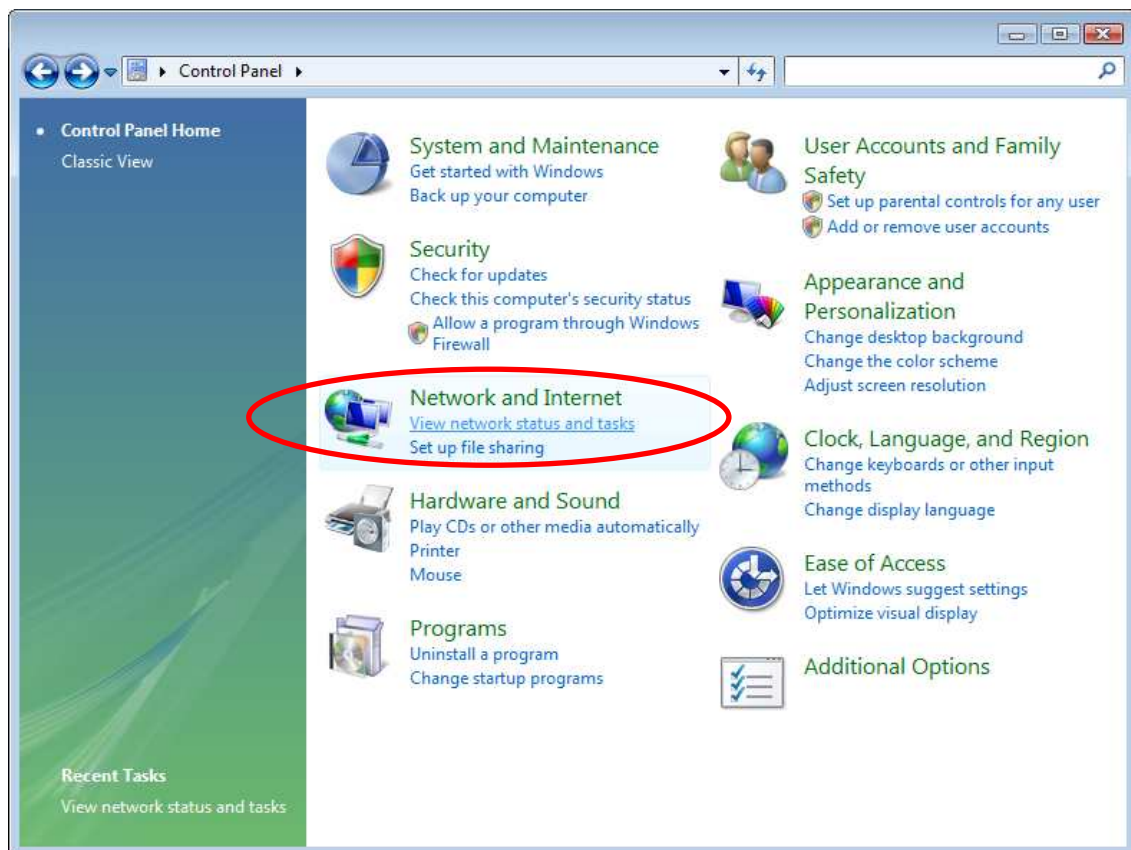 Control Panel
Control Panel Home
Classic View
System and Maintenance
Get started with Windows
Back up your computer
Security
Check for updates
Check this computer's security status
Allow a program through Windows
Firewall
Network and Internet
View network status and tasks
Set up file sharing
Hardware and Sound
Play CDs or other media automatically
Printer
Mouse
Programs
Uninstall a program
Change startup programs
User Accounts and Family
Safety
Set up parental controls for any user
Add or remove user accounts
Appearance and
Personalization
Change desktop background
Change the color scheme
Adjust screen resolution
Clock, Language, and Region
Change keyboards or other input
methods
Change display language
Ease of Access
Let Windows suggest settings
Optimize visual display
Additional Options
Recent Tasks
View network status and tasks